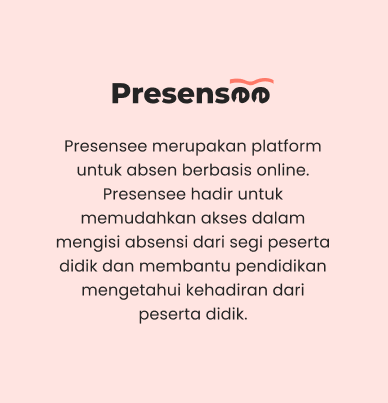 Presensee
Presensee merupakan platform
untuk absen berbasis online.
Presensee hadir untuk
memudahkan akses dalam
mengisi absensi dari segi peserta
didik dan membantu pendidikan
mengetahui kehadiran dari
peserta didik.